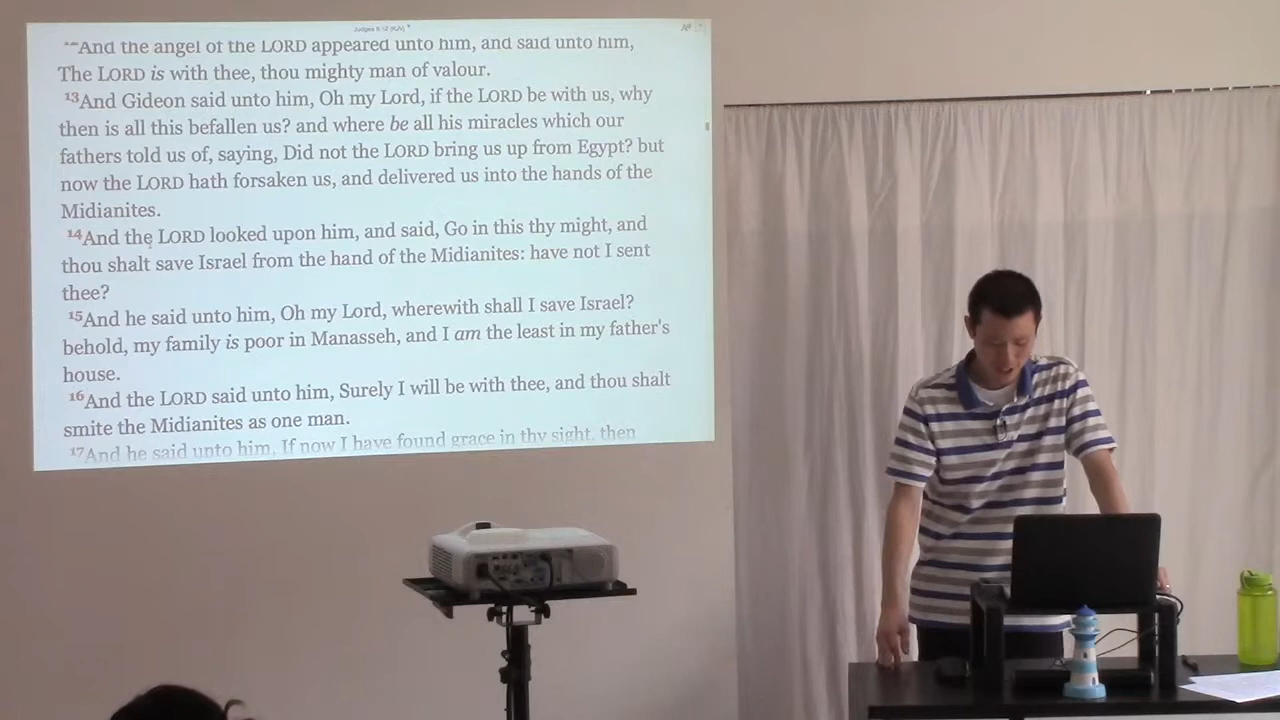 Judges 6:12 (KJV)
And the angel of the LORD appeared unto him, and said unto him,
The LORD is with thee, thou mighty man of valour.
13And Gideon said unto him, Oh my Lord, if the LORD be with us, why
then is all this befallen us? and where be all his miracles which our
fathers told us of, saying, Did not the LORD bring us up from Egypt? but
now the LORD hath forsaken us, and delivered us into the hands of the
Midianites.
14And the LORD looked upon him, and said, Go in this thy might, and
thou shalt save Israel from the hand of the Midianites: have not I sent
thee?
15And he said unto him, Oh my Lord, wherewith shall I save Israel?
behold, my family is poor in Manasseh, and I am the least in my father's
house.
16And the LORD said unto him, Surely I will be with thee, and thou shalt
smite the Midianites as one man.
17And he said unto him, If now I have found grace in thy sight, then